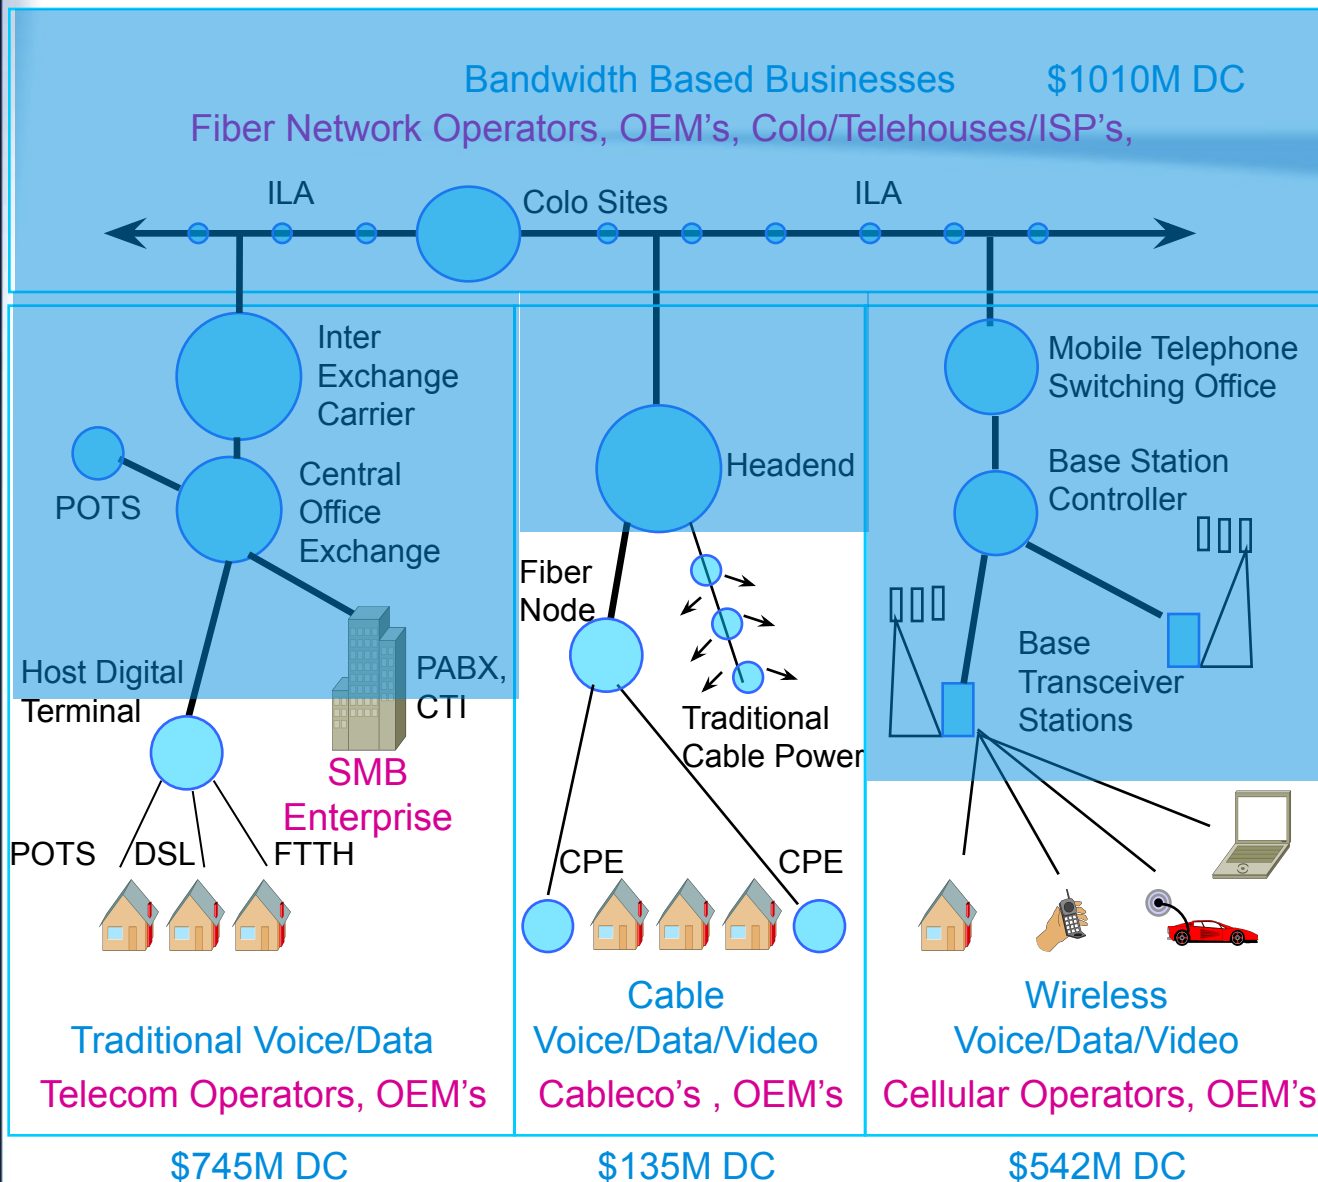 Bandwidth Based Businesses $1010M DC
Fiber Network Operators, OEM's, Colo/Telehouses/ISP's,
ILA
Colo Sites
ILA
Inter
Exchange
Carrier
POTS
Central
Office
Exchange
Host Digital
Terminal
PABX,
CTI
SMB
Enterprise
POTS
DSL
FTTH
Traditional Voice/Data
Telecom Operators, OEM's
$745M DC
Headend
Fiber
Node
Traditional
Cable Power
CPE
CPE
Cable
Voice/Data/Video
Cableco's , OEM's
$135M DC
Mobile Telephone
Switching Office
Base Station
Controller
Base
Transceiver
Stations
Wireless
Voice/Data/Video
Cellular Operators, OEM's
$542M DC